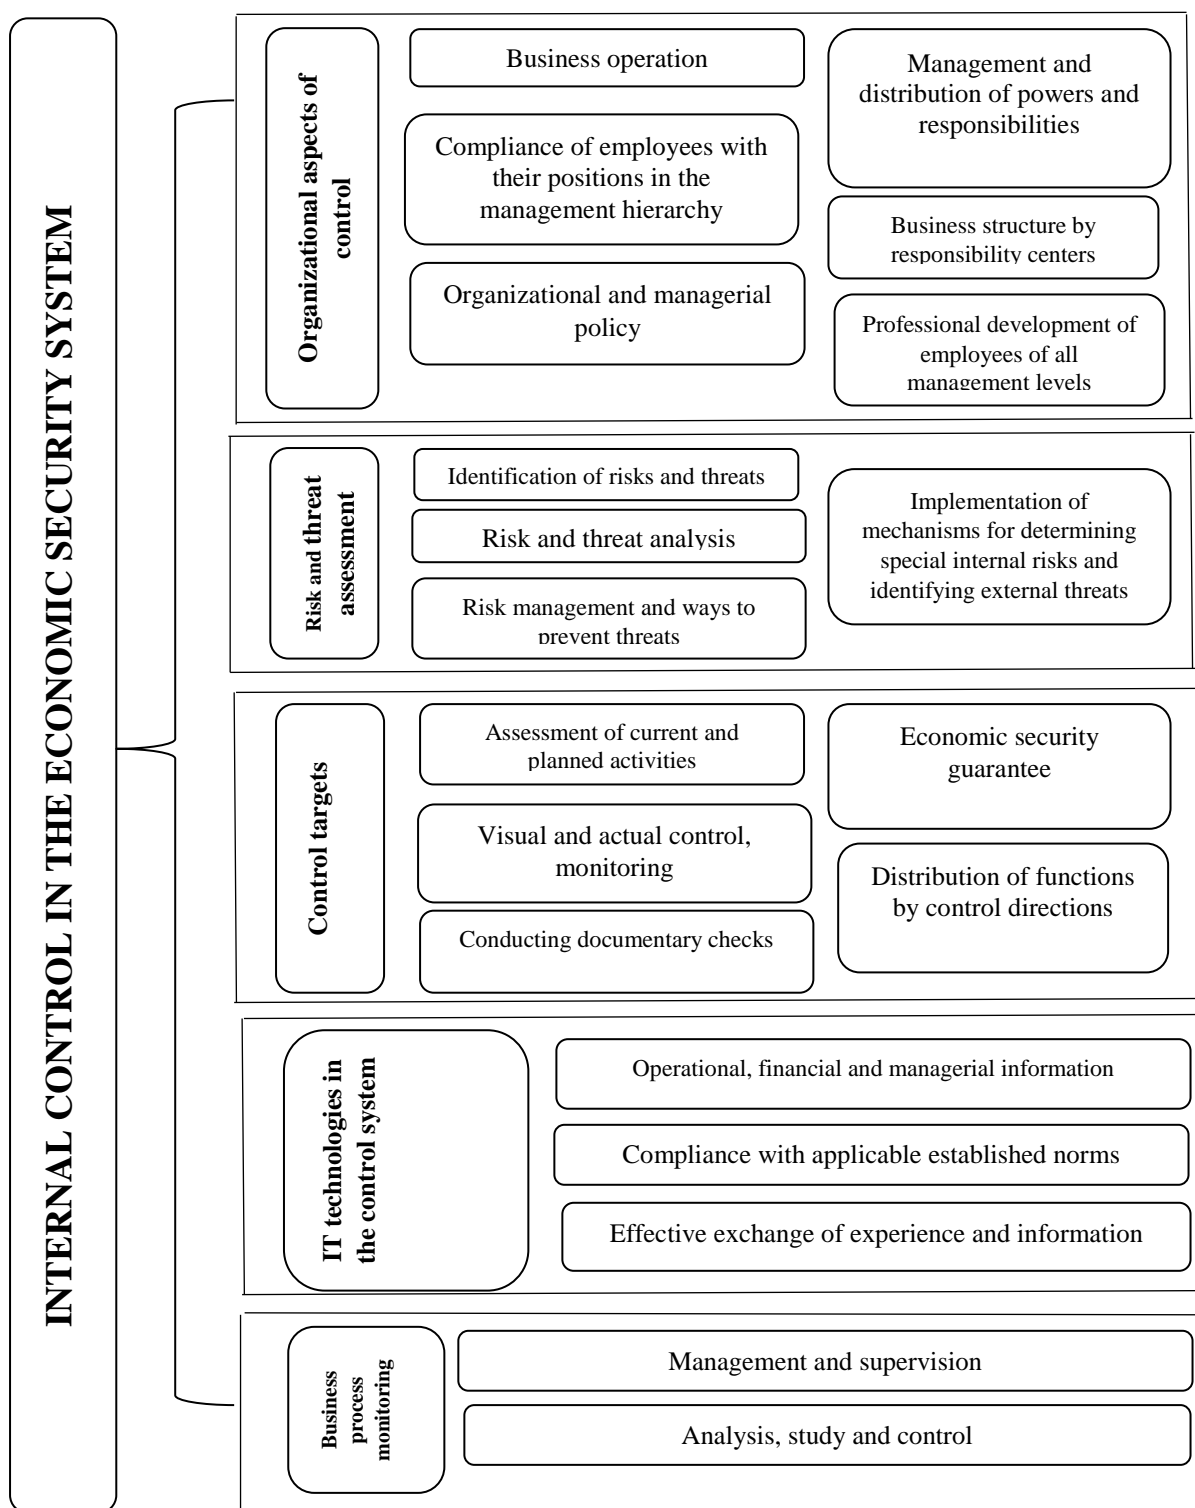 INTERNAL CONTROL IN THE ECONOMIC SECURITY SYSTEM
Organizational aspects of
control
Business operation
Compliance of employees with
their positions in the
management hierarchy
Organizational and managerial
policy
Management and
distribution of powers and
responsibilities
Business structure by
responsibility centers
Professional development of
employees of all
management levels
Risk and threat
assessment
Identification of risks and threats
Risk and threat analysis
Risk management and ways to
prevent threats
Implementation of
mechanisms for determining
special internal risks and
identifying external threats
Control targets
Assessment of current and
planned activities
Visual and actual control,
monitoring
Conducting documentary checks
Economic security
guarantee
Distribution of functions
by control directions
IT technologies in
the control system
Operational, financial and managerial information
Compliance with applicable established norms
Effective exchange of experience and information
Business
process
monitoring
Management and supervision
Analysis, study and control